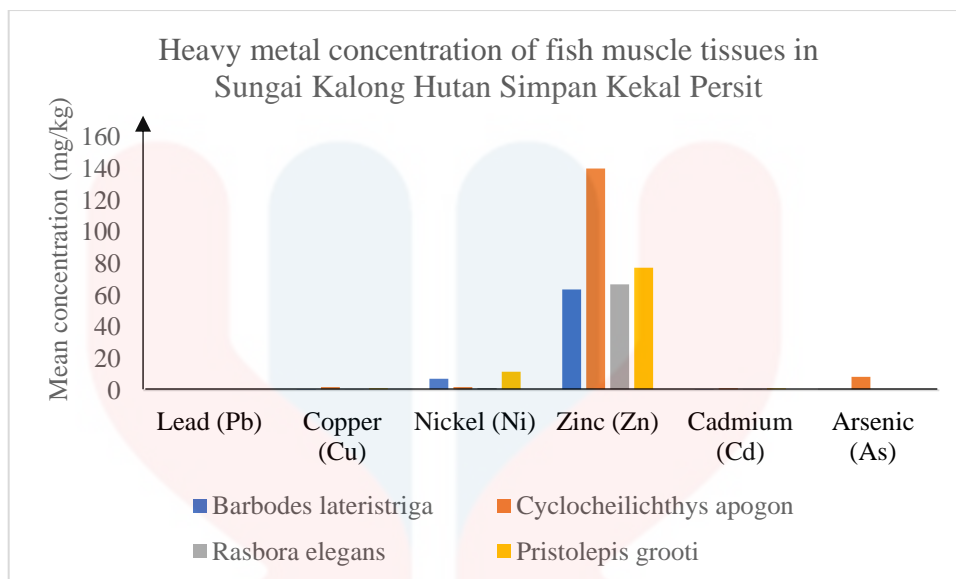 Heavy metal concentration of fish muscle tissues in
Sungai Kalong Hutan Simpan Kekal Persit
Mean concentration (mg/kg)
160
140
120
100
80
60
40
20
0
Lead (Pb)
Copper
(Cu)
Nickel (Ni)
Zinc (Zn)
Cadmium
(Cd)
Arsenic
(As)
Barbodes lateristriga
Cyclocheilichthys apogon
Rasbora elegans
Pristolepis grooti